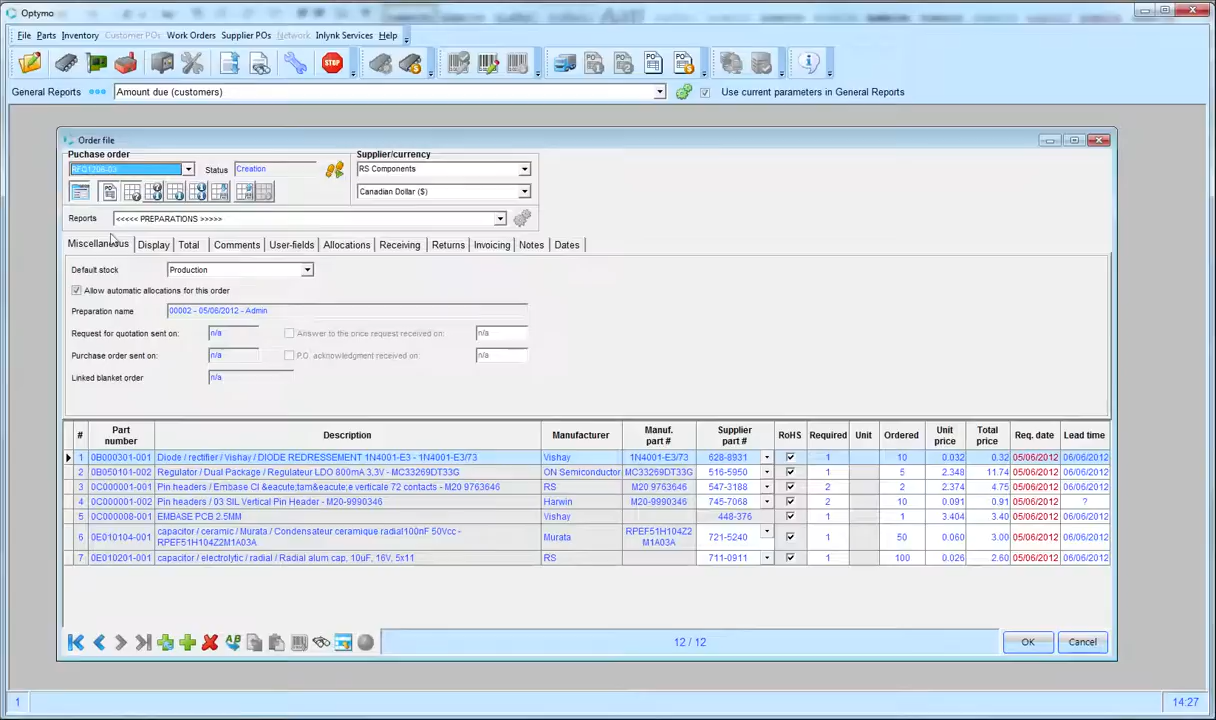 Optymo
File Parts Inventory Customer POs Work Orders Supplier POs Network Inlynk Services Help
General Reports Amount due (customers) Use current parameters in General Reports
Order file
Puchase order Supplier/currency
Status Creation RS Components
Canadian Dollar ($)
Reports <<<<< PREPARATIONS >>>>>
Miscellaneous Display Total Comments User-fields Allocations Receiving Returns Invoicing Notes Dates
Default stock Production
Allow automatic allocations for this order
Preparation name 00002 - 05/06/2012 - Admin
Request for quotation sent on: n/a Answer to the price request received on: n/a
Purchase order sent on: n/a P.O. acknowledgment received on: n/a
Linked blanket order n/a
# Part number Description Manufacturer Manuf. part # Supplier part # RoHS Required Unit Ordered Unit price Total price Req. date Lead time
1 0B000301-001 Diode / rectifier / Vishay / DIODE REDRESSEMENT 1N4001-E3 - 1N4001-E3/73 Vishay 1N4001-E3/73 628-8931 1 10 0.032 0.32 05/06/2012 06/06/2012
2 0B050101-002 Regulator / Dual Package / Regulateur LDO 800mA 3,3V - MC33269DT33G ON Semiconductor MC33269DT33G 516-5950 1 5 2.348 11.74 05/06/2012 06/06/2012
3 0C000001-001 Pin headers / Embase CI &eacute;tam&eacute;e verticale 72 contacts - M20 9763646 RS M20 9763646 547-3188 2 2 2.374 4.75 05/06/2012 06/06/2012
4 0C000001-002 Pin headers / 03 SIL Vertical Pin Header - M20-9990346 Harwin M20-9990346 745-7068 2 10 0.091 0.91 05/06/2012 ?
5 0C000008-001 EMBASE PCB 2.5MM Vishay 448-376 1 1 3.404 3.40 05/06/2012 06/06/2012
6 0E010104-001 capacitor / ceramic / Murata / Condensateur ceramique radial100nF 50Vcc - RPEF51H104Z2M1A03A Murata RPEF51H104Z2 M1A03A 721-5240 1 50 0.060 3.00 05/06/2012 06/06/2012
7 0E010201-001 capacitor / electrolytic / radial / Radial alum cap, 10uF, 16V, 5x11 RS 711-0911 1 100 0.026 2.60 05/06/2012 06/06/2012
12 / 12 OK Cancel
1 14:27